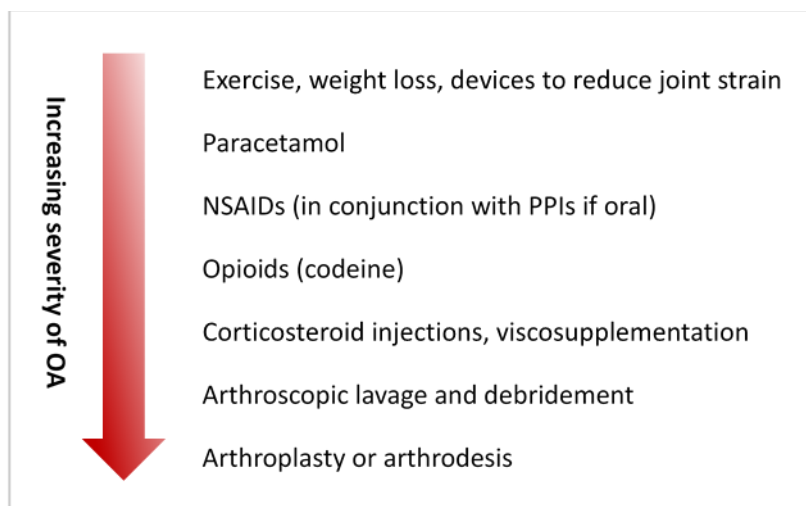 Increasing severity of OA
Exercise, weight loss, devices to reduce joint strain
Paracetamol
NSAIDs (in conjunction with PPIs if oral)
Opioids (codeine)
Corticosteroid injections, viscosupplementation
Arthroscopic lavage and debridement
Arthroplasty or arthrodesis